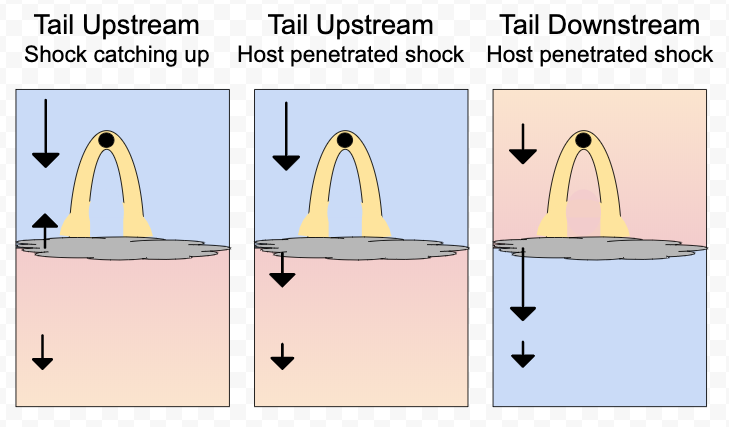 Tail Upstream
Shock catching up
Tail Upstream
Host penetrated shock
Tail Downstream
Host penetrated shock